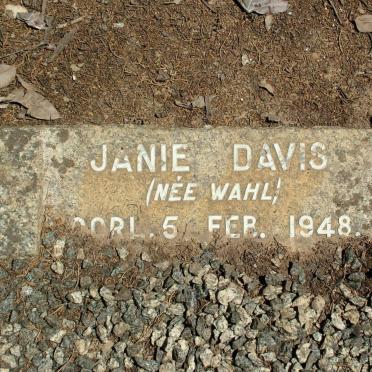 JANIE DAVIS
(NÉE WAHL)
OORL. 5 FEB. 1948.